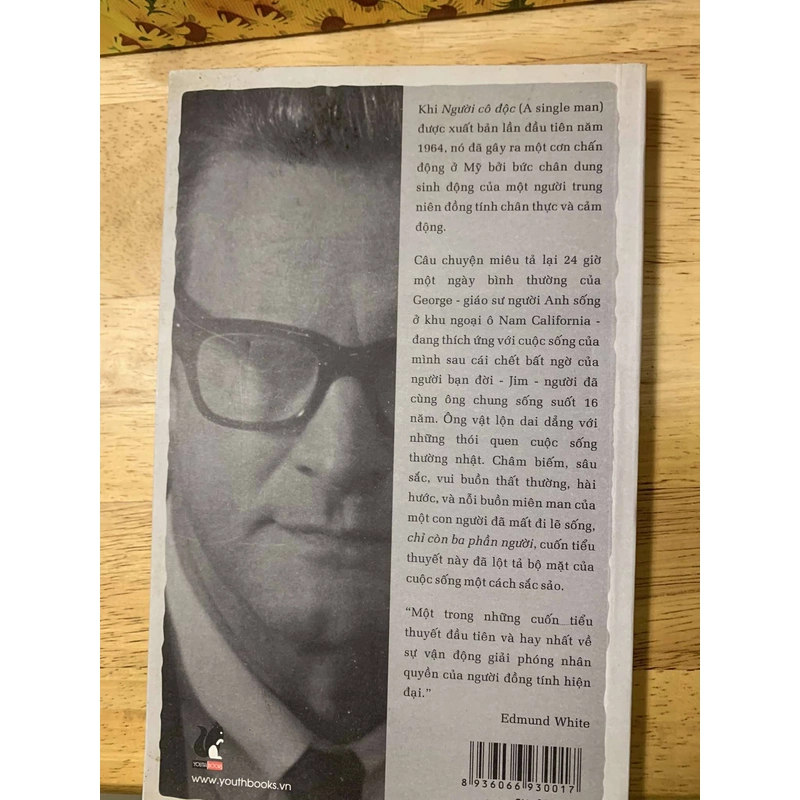 Khi Người cô độc (A single man)
được xuất bản lần đầu tiên năm
1964, nó đã gây ra một cơn chấn
động ở Mỹ bởi bức chân dung
sinh động của một người trung
niên đồng tính chân thực và cảm
động.
Câu chuyện miêu tả lại 24 giờ
một ngày bình thường của
George - giáo sư người Anh sống
ở khu ngoại ô Nam California -
đang thích ứng với cuộc sống của
mình sau cái chết bất ngờ của
người bạn đời - Jim - người đã
cùng ông chung sống suốt 16
năm. Ông vật lộn dai dẳng với
những thói quen cuộc sống
thường nhật. Châm biếm, sâu
sắc, vui buồn thất thường, hài
hước, và nỗi buồn miên man của
một con người đã mất đi lẽ sống,
chỉ còn ba phần người, cuốn tiểu
thuyết này đã lột tả bộ mặt của
cuộc sống một cách sắc sảo.
“Một trong những cuốn tiểu
thuyết đầu tiên và hay nhất về
sự vận động giải phóng nhân
quyền của người đồng tính hiện
đại.”
Edmund White
YOUTH BOOKS
www.youthbooks.vn
8 936066 930017